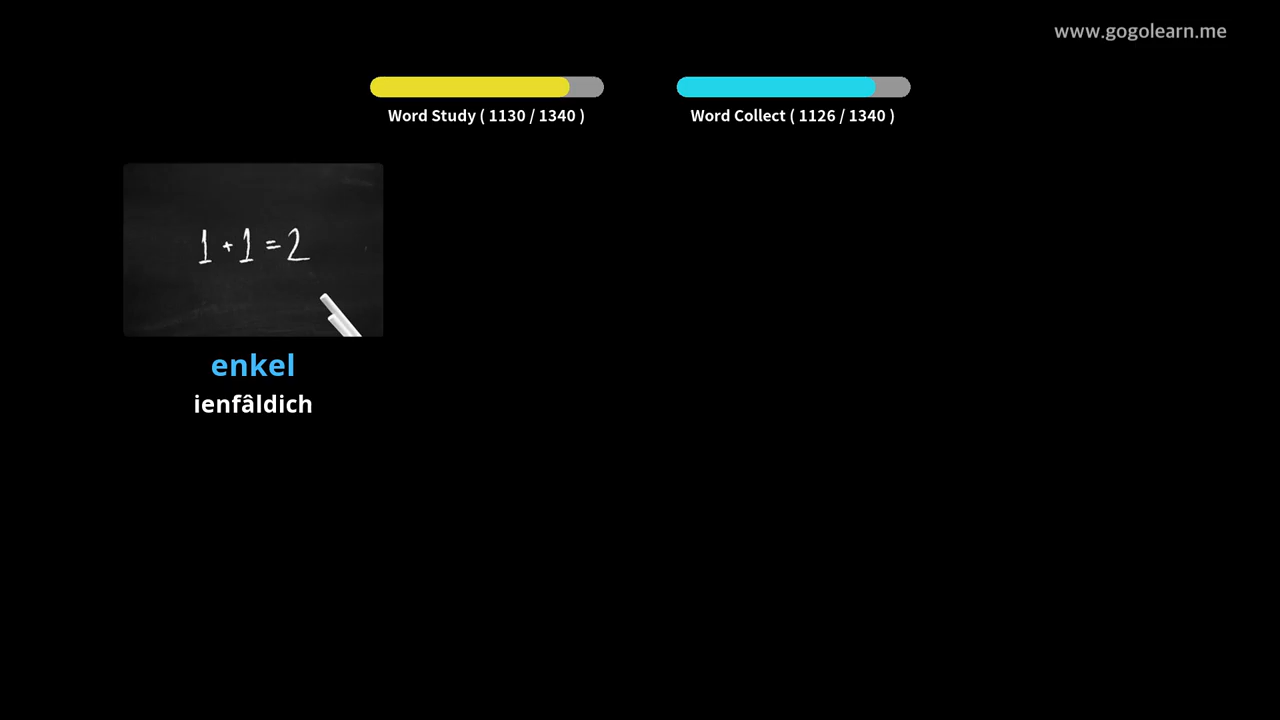 www.gogolearn.me
Word Study ( 1130 / 1340 )
Word Collect ( 1126 / 1340 )
1 + 1 = 2
enkel
ienfâldich